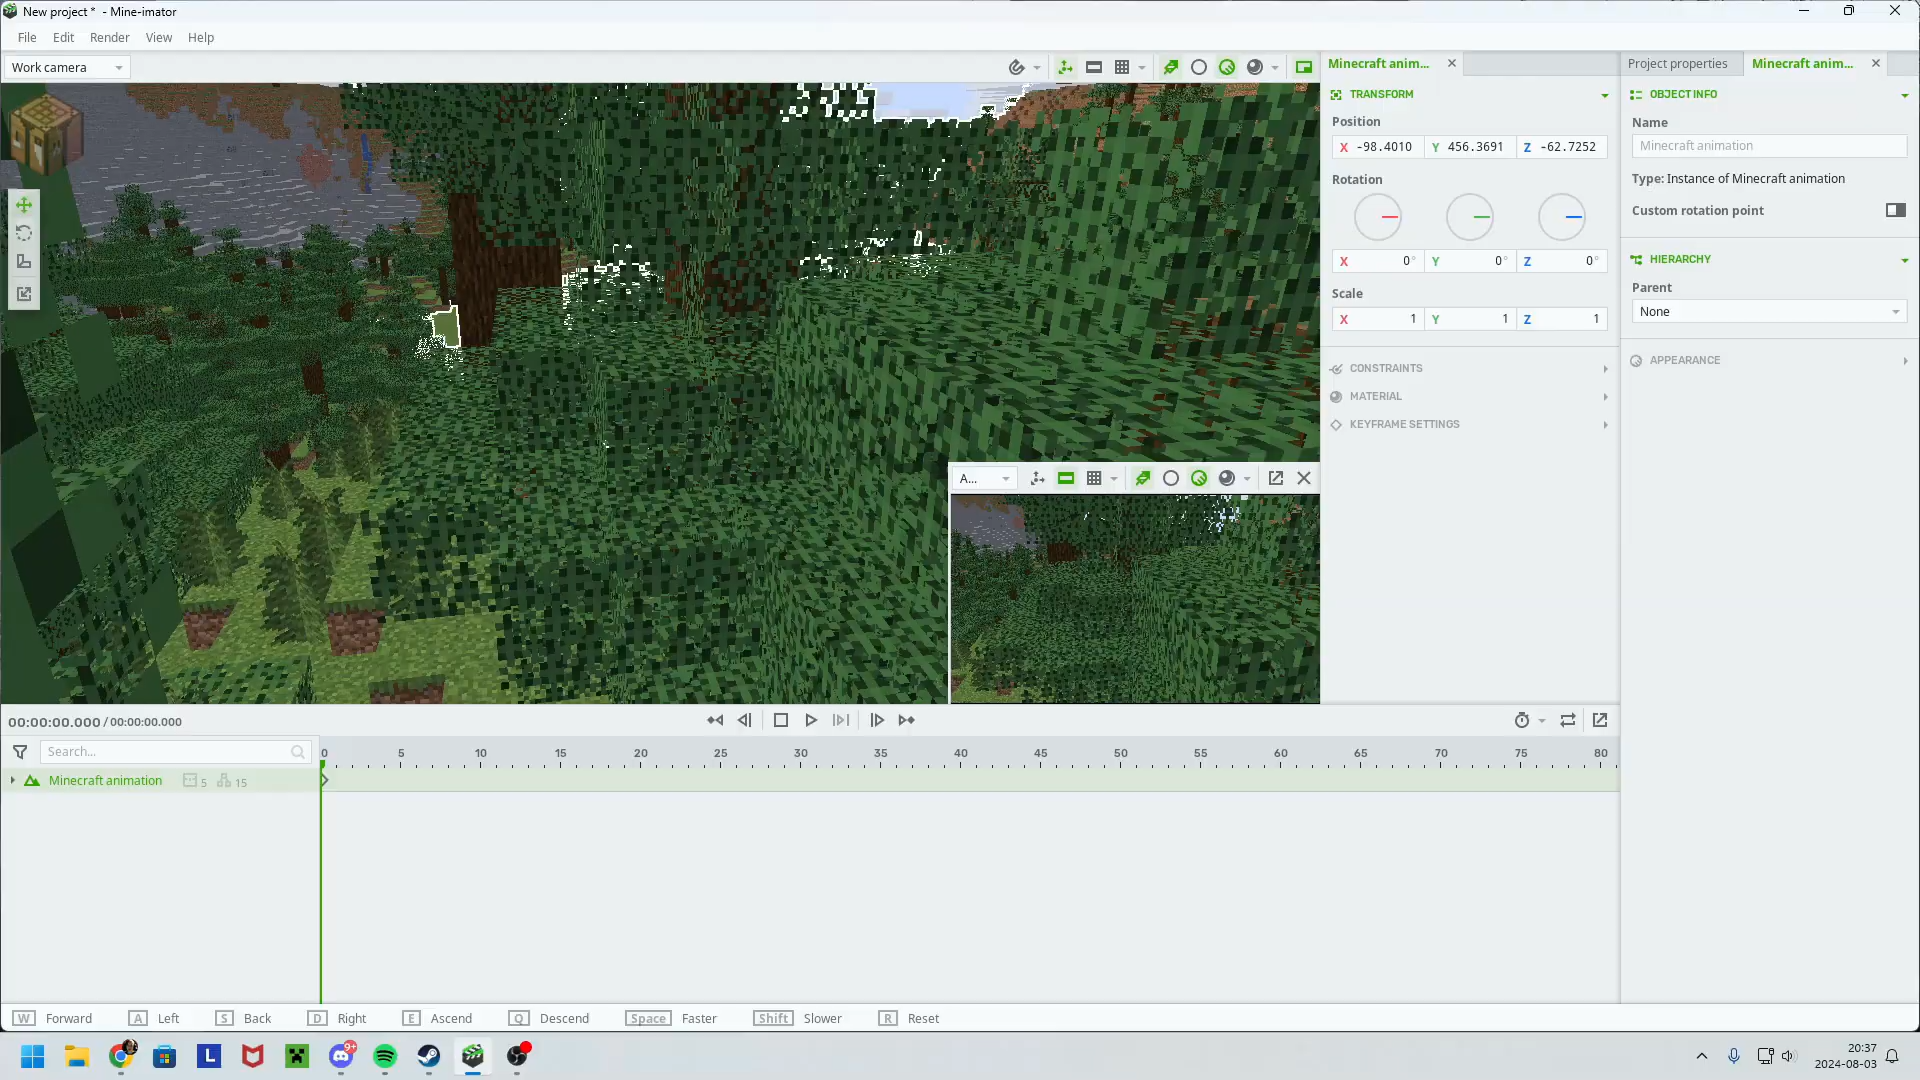 New project * - Mine-imator
File Edit Render View Help
Work camera
Minecraft anim...
Project properties
Minecraft anim...
TRANSFORM
Position
X -98.4010 Y 456.3691 Z -62.7252
Rotation
X 0° Y 0° Z 0°
Scale
X 1 Y 1 Z 1
CONSTRAINTS
MATERIAL
KEYFRAME SETTINGS
OBJECT INFO
Name
Minecraft animation
Type: Instance of Minecraft animation
Custom rotation point
HIERARCHY
Parent
None
APPEARANCE
A...
00:00:00.000 / 00:00:00.000
Search...
0 5 10 15 20 25 30 35 40 45 50 55 60 65 70 75 80
Minecraft animation 5 15
W Forward A Left S Back D Right E Ascend Q Descend Space Faster Shift Slower R Reset
L
9+
20:37
2024-08-03